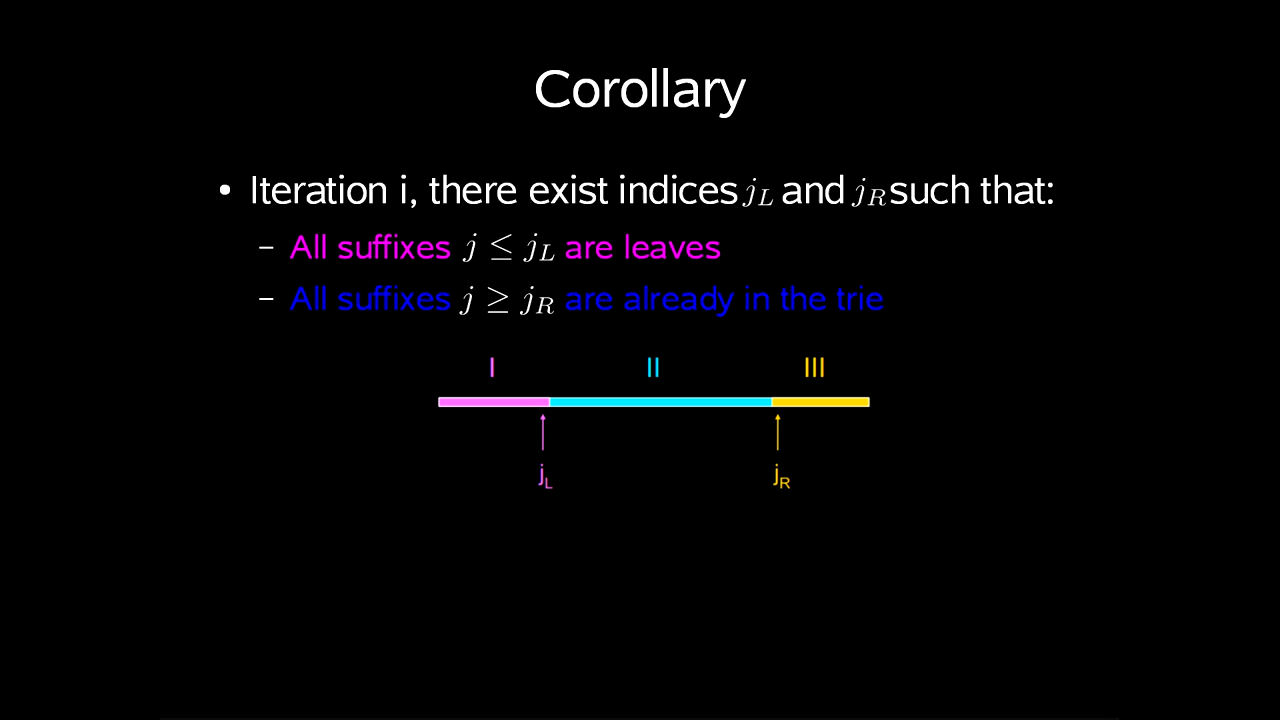 Corollary
• Iteration i, there exist indices j_L and j_R such that:
– All suffixes j ≤ j_L are leaves
– All suffixes j ≥ j_R are already in the trie
I II III
j_L j_R